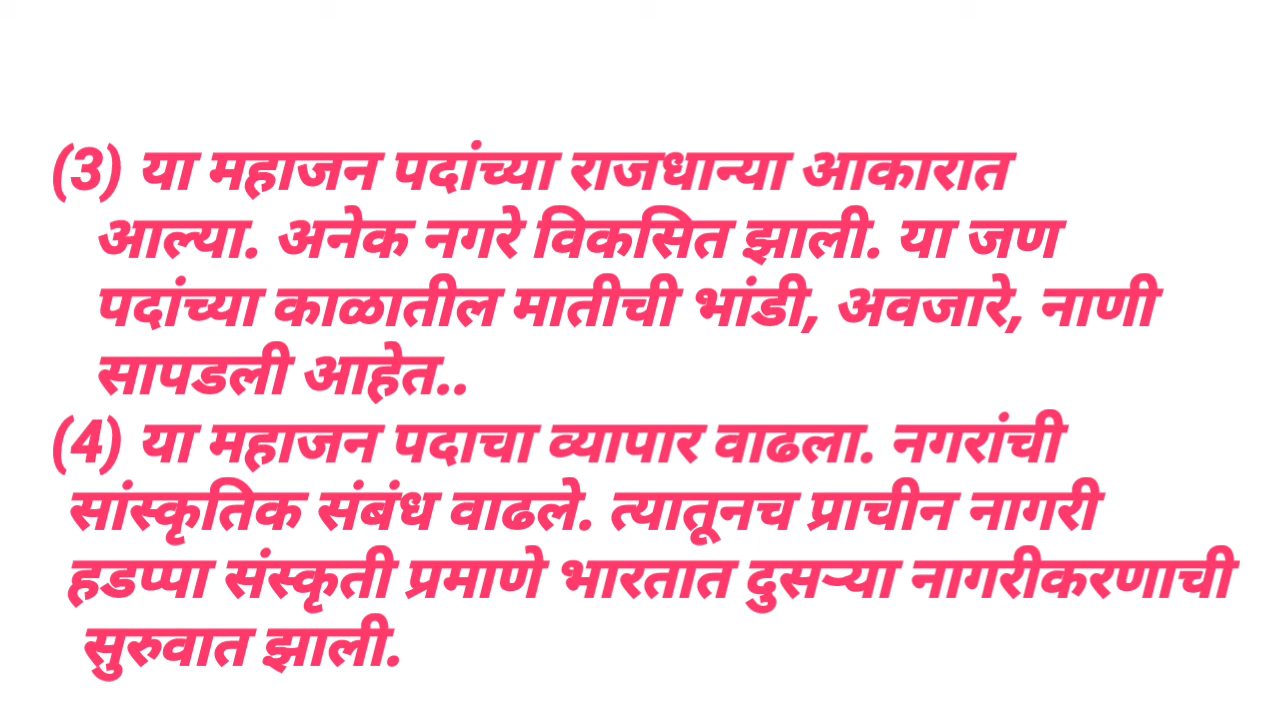 (3) या महाजन पदांच्या राजधान्या आकारात
आल्या. अनेक नगरे विकसित झाली. या जण
पदांच्या काळातील मातीची भांडी, अवजारे, नाणी
सापडली आहेत..
(4) या महाजन पदाचा व्यापार वाढला. नगरांची
सांस्कृतिक संबंध वाढले. त्यातूनच प्राचीन नागरी
हडप्पा संस्कृती प्रमाणे भारतात दुसऱ्या नागरीकरणाची
सुरुवात झाली.